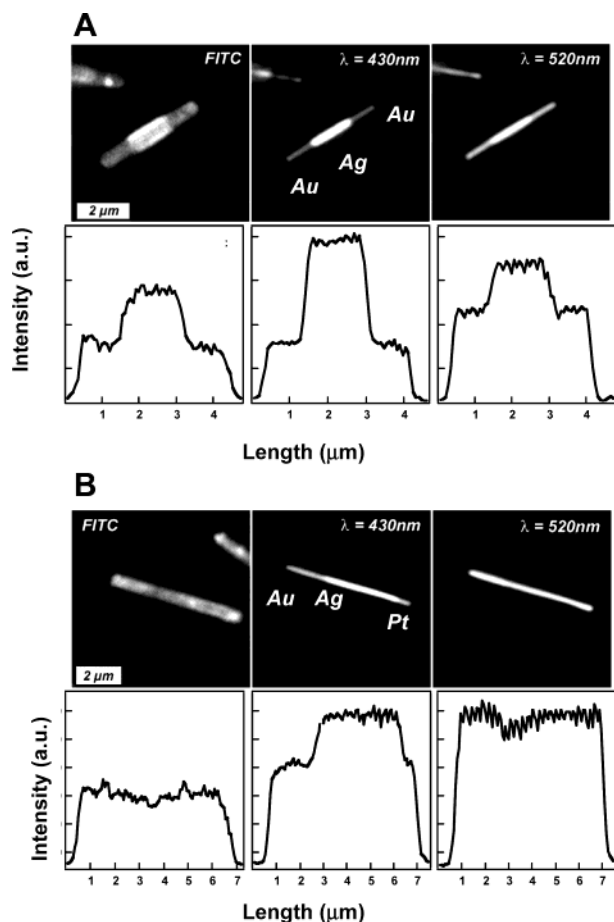 A
FITC
λ = 430nm
λ = 520nm
Au
Ag
Au
2 µm
Intensity (a.u.)
1 2 3 4
1 2 3 4
1 2 3 4
Length (µm)
B
FITC
λ = 430nm
λ = 520nm
Au Ag
Pt
2 µm
Intensity (a.u.)
1 2 3 4 5 6 7
1 2 3 4 5 6 7
1 2 3 4 5 6 7
Length (µm)